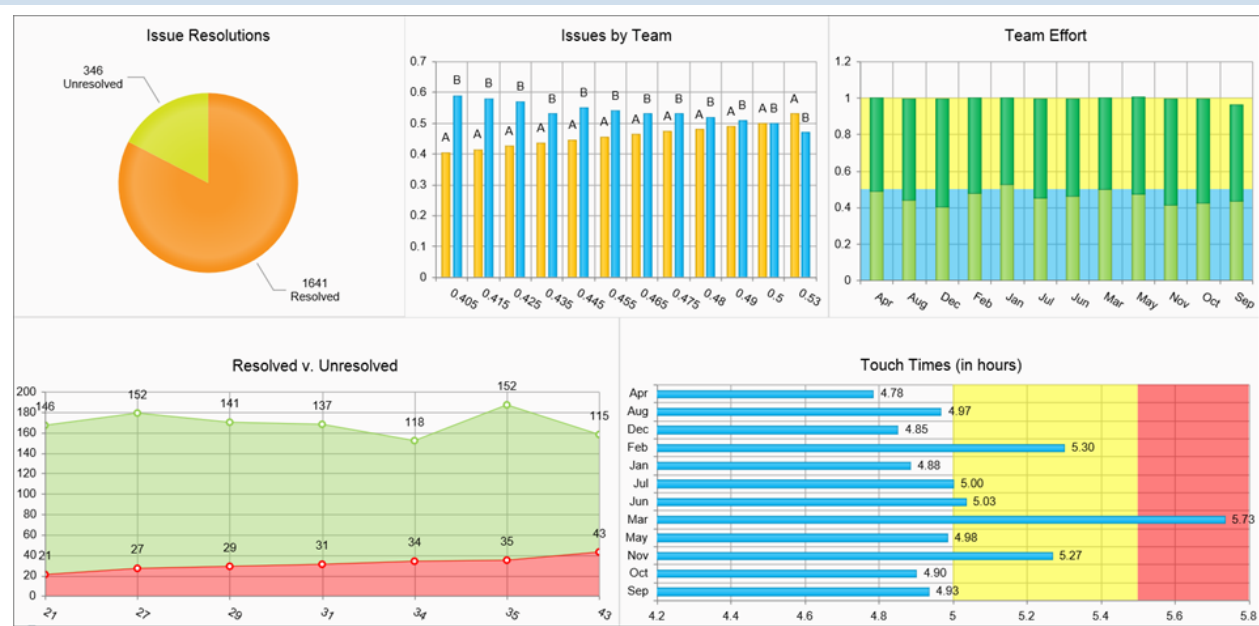 Issue Resolutions
346
Unresolved
1641
Resolved
Issues by Team
0.7
0.6
0.5
0.4
0.3
0.2
0.1
0
A B A B A B A B A B A B A B A B A B A B A B A B
0.405 0.415 0.425 0.435 0.445 0.455 0.465 0.475 0.48 0.49 0.5 0.53
Team Effort
1.2
1
0.8
0.6
0.4
0.2
0
Apr Aug Dec Feb Jan Jul Jun Mar May Nov Oct Sep
Resolved v. Unresolved
200
180
160
140
120
100
80
60
40
20
0
146 152 141 137 118 152 115
21 27 29 31 34 35 43
21 27 29 31 34 35 43
Touch Times (in hours)
Apr 4.78
Aug 4.97
Dec 4.85
Feb 5.30
Jan 4.88
Jul 5.00
Jun 5.03
Mar 5.73
May 4.98
Nov 5.27
Oct 4.90
Sep 4.93
4.2 4.4 4.6 4.8 5 5.2 5.4 5.6 5.8